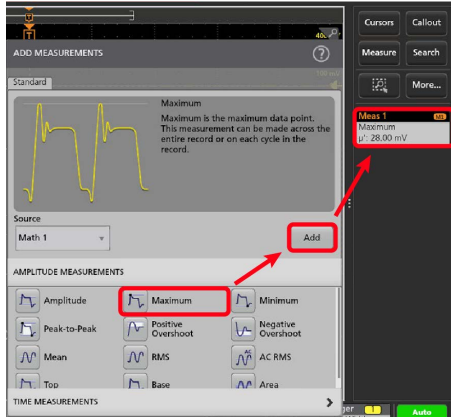 T
T
ADD MEASUREMENTS
?
Standard
Maximum
Maximum is the maximum data point.
This measurement can be made across the
entire record or on each cycle in the
record.
Source
Math 1
Add
AMPLITUDE MEASUREMENTS
Amplitude
Maximum
Minimum
Peak-to-Peak
Positive
Overshoot
Negative
Overshoot
Mean
RMS
AC RMS
Top
Base
Area
TIME MEASUREMENTS
Cursors
Callout
Measure
Search
More...
Meas 1
M1
Maximum
µ': 28.00 mV
Auto